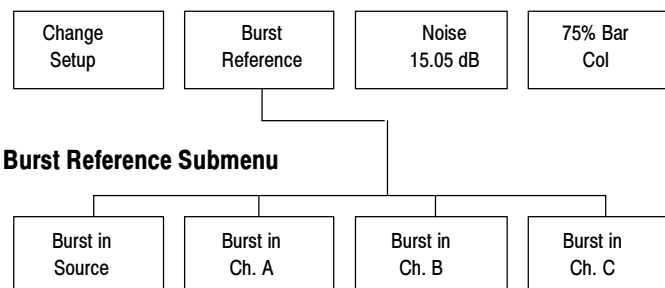 Change
Setup
Burst
Reference
Noise
15.05 dB
75% Bar
Col
Burst Reference Submenu
Burst in
Source
Burst in
Ch. A
Burst in
Ch. B
Burst in
Ch. C